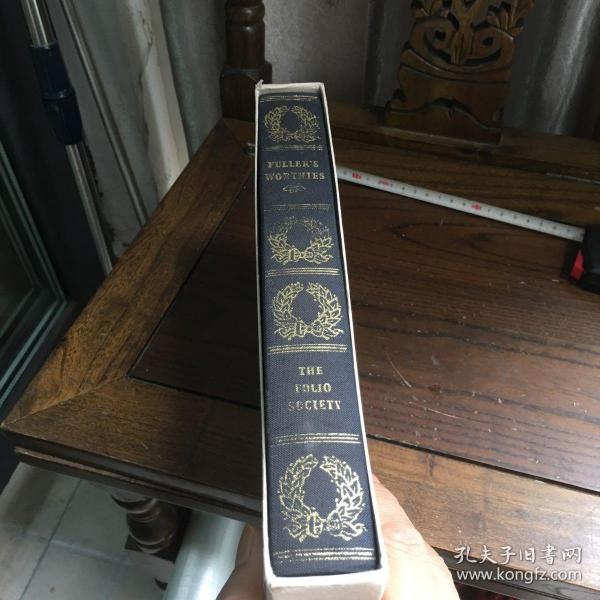 FULLER'S
WORTHIES
THE
FOLIO
SOCIETY
孔夫子旧书网
www.kongfz.com